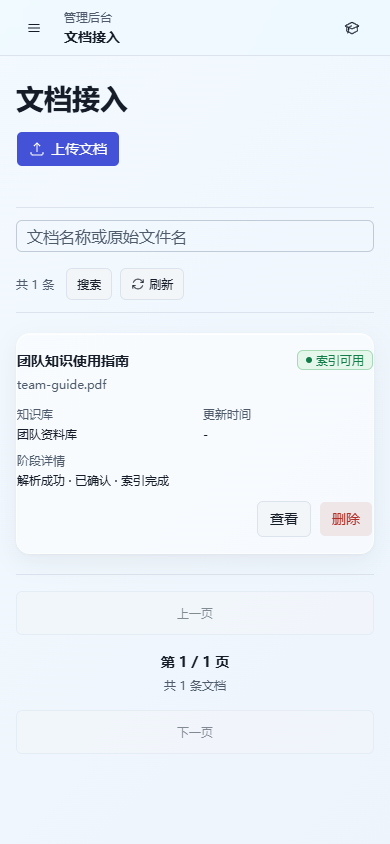 管理后台
文档接入
文档接入
上传文档
文档名称或原始文件名
共 1 条 搜索 刷新
团队知识使用指南 索引可用
team-guide.pdf
知识库 更新时间
团队资料库 -
阶段详情
解析成功 · 已确认 · 索引完成
查看 删除
上一页
第 1 / 1 页
共 1 条文档
下一页